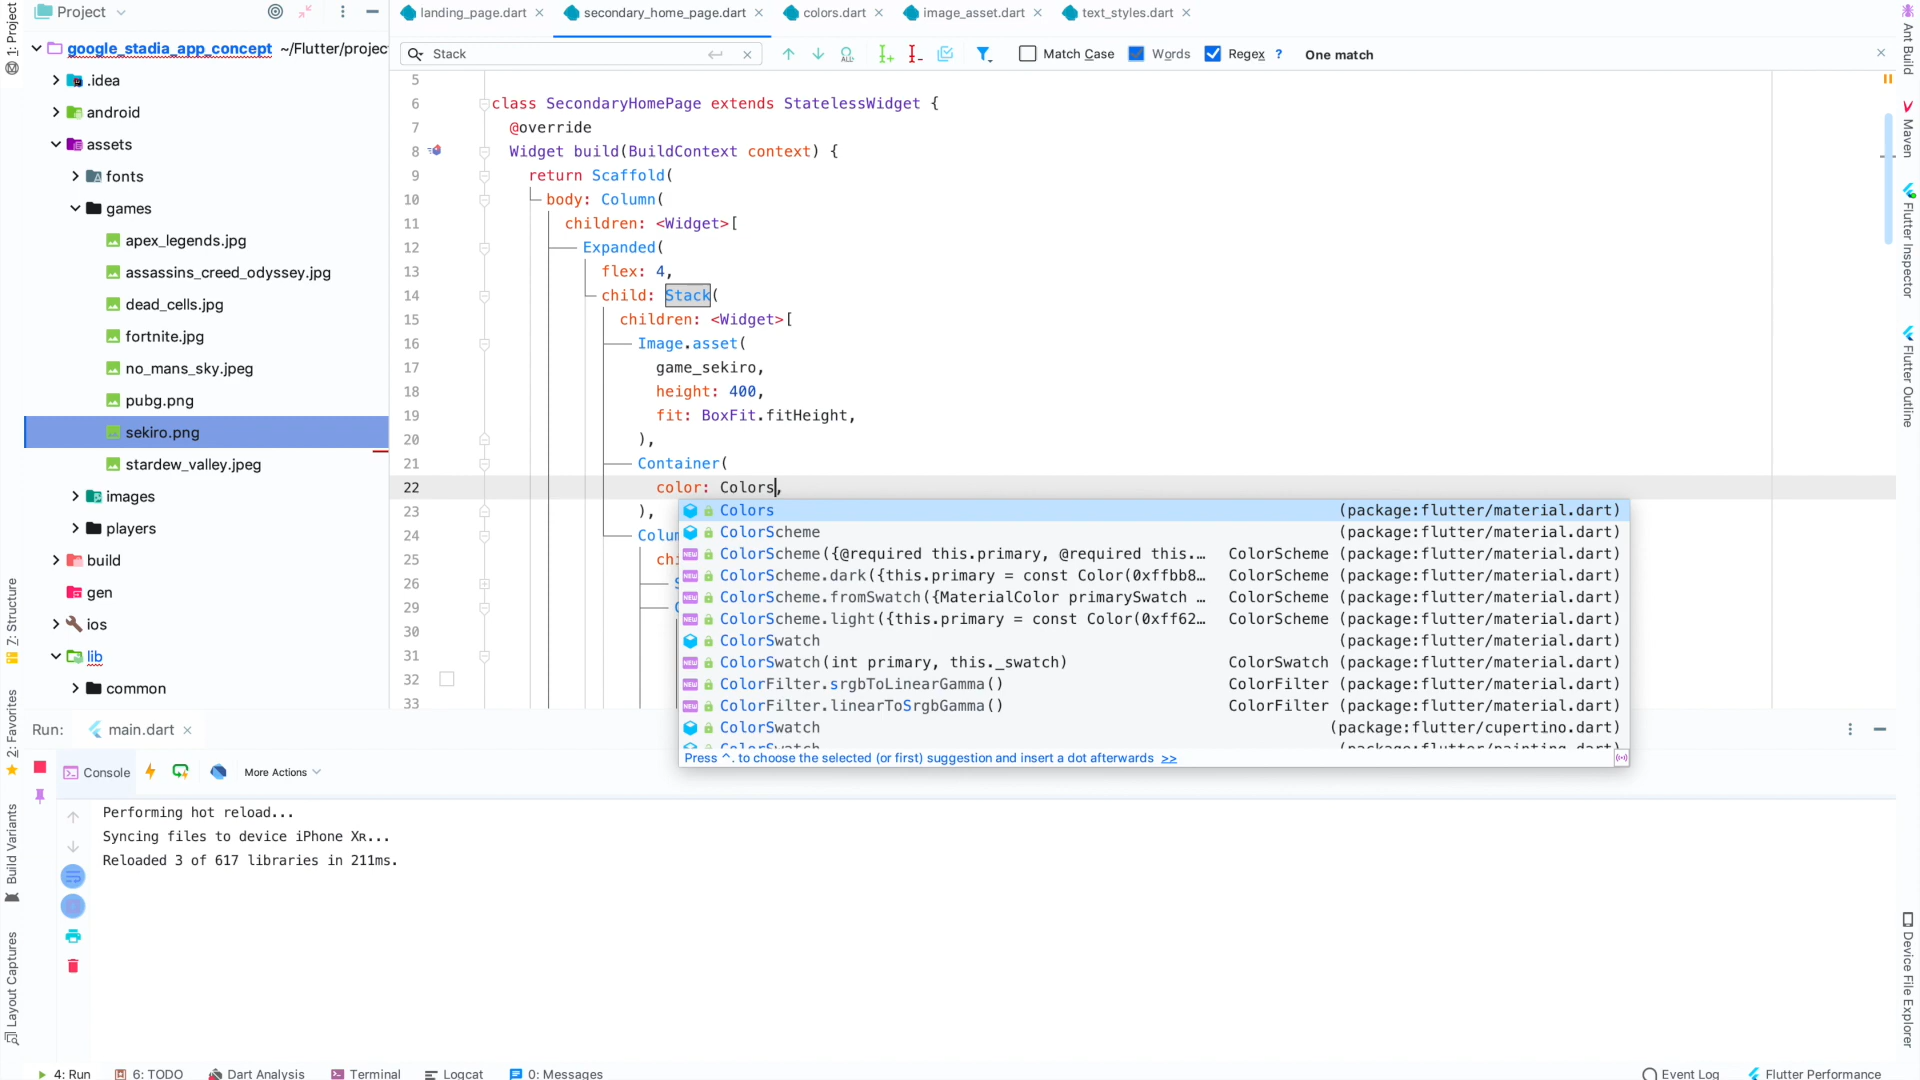 Project
landing_page.dart
secondary_home_page.dart
colors.dart
image_asset.dart
text_styles.dart
google_stadia_app_concept ~/Flutter/projec
Stack
Match Case
Words
Regex
?
One match
.idea
android
assets
fonts
games
apex_legends.jpg
assassins_creed_odyssey.jpg
dead_cells.jpg
fortnite.jpg
no_mans_sky.jpeg
pubg.png
sekiro.png
stardew_valley.jpeg
images
players
build
gen
ios
lib
common
5
6 class SecondaryHomePage extends StatelessWidget {
7 @override
8 Widget build(BuildContext context) {
9 return Scaffold(
10 body: Column(
11 children: <Widget>[
12 Expanded(
13 flex: 4,
14 child: Stack(
15 children: <Widget>[
16 Image.asset(
17 game_sekiro,
18 height: 400,
19 fit: BoxFit.fitHeight,
20 ),
21 Container(
22 color: Colors,
23 ),
24 Colum
25 chi
26
29
30
31
32
33
Colors (package:flutter/material.dart)
ColorScheme (package:flutter/material.dart)
ColorScheme({@required this.primary, @required this.… ColorScheme (package:flutter/material.dart)
ColorScheme.dark({this.primary = const Color(0xffbb8… ColorScheme (package:flutter/material.dart)
ColorScheme.fromSwatch({MaterialColor primarySwatch … ColorScheme (package:flutter/material.dart)
ColorScheme.light({this.primary = const Color(0xff62… ColorScheme (package:flutter/material.dart)
ColorSwatch (package:flutter/material.dart)
ColorSwatch(int primary, this._swatch) ColorSwatch (package:flutter/material.dart)
ColorFilter.srgbToLinearGamma() ColorFilter (package:flutter/material.dart)
ColorFilter.linearToSrgbGamma() ColorFilter (package:flutter/material.dart)
ColorSwatch (package:flutter/cupertino.dart)
ColorSwatch (package:flutter/painting.dart)
Press ^. to choose the selected (or first) suggestion and insert a dot afterwards >>
Run: main.dart
Console
More Actions
Performing hot reload...
Syncing files to device iPhone Xʀ...
Reloaded 3 of 617 libraries in 211ms.
4: Run
6: TODO
Dart Analysis
Terminal
Logcat
0: Messages
Event Log
Flutter Performance
1: Project
Z: Structure
2: Favorites
Build Variants
Layout Captures
Ant Build
Maven
Flutter Inspector
Flutter Outline
Device File Explorer